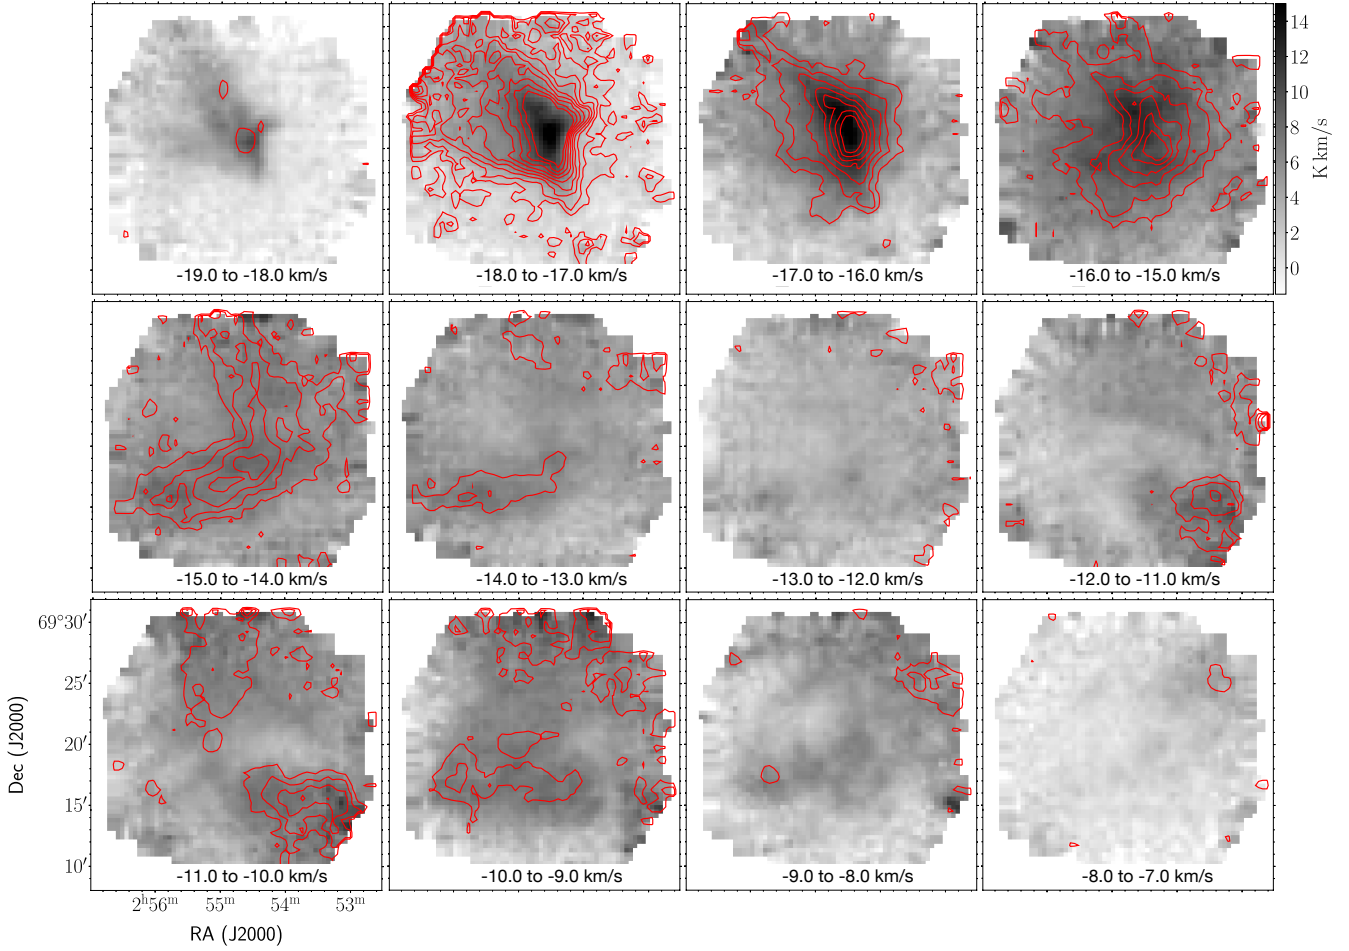 14
12
10
8
6
4
2
0
K km/s
-19.0 to -18.0 km/s
-18.0 to -17.0 km/s
-17.0 to -16.0 km/s
-16.0 to -15.0 km/s
-15.0 to -14.0 km/s
-14.0 to -13.0 km/s
-13.0 to -12.0 km/s
-12.0 to -11.0 km/s
69°30′
25′
20′
15′
10′
Dec (J2000)
-11.0 to -10.0 km/s
-10.0 to -9.0 km/s
-9.0 to -8.0 km/s
-8.0 to -7.0 km/s
2ʰ56ᵐ 55ᵐ 54ᵐ 53ᵐ
RA (J2000)